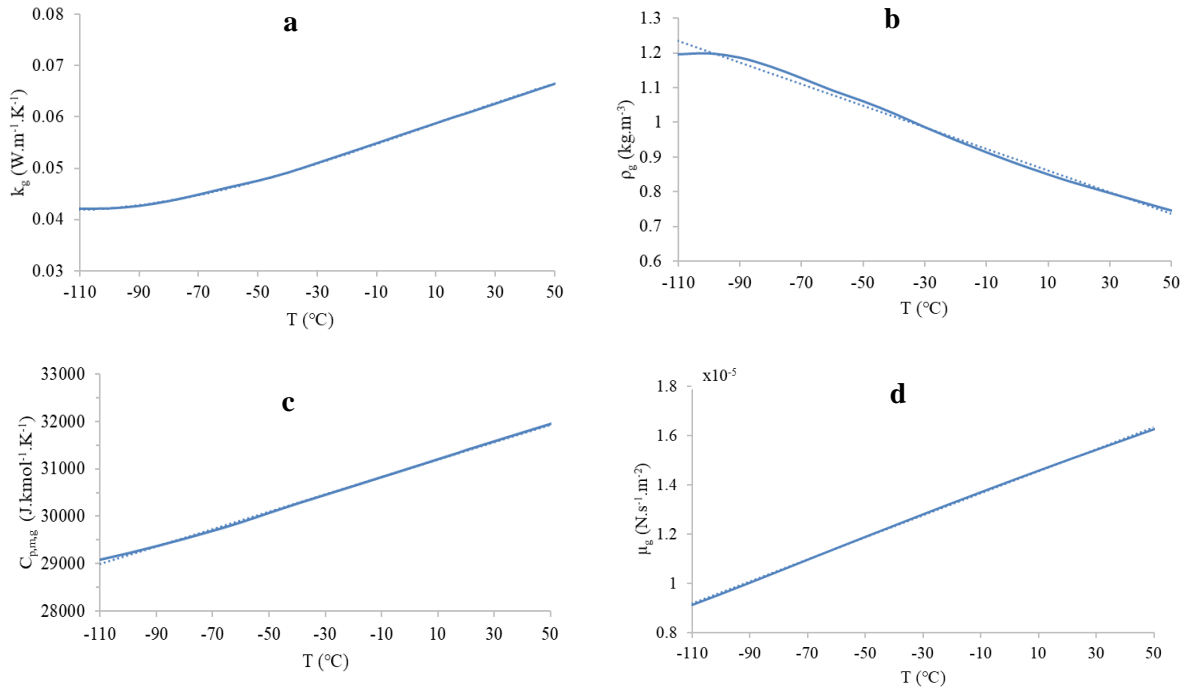 a
0.08
0.07
0.06
0.05
0.04
0.03
k_g (W.m⁻¹.K⁻¹)
-110 -90 -70 -50 -30 -10 10 30 50
T (℃)
b
1.3
1.2
1.1
1
0.9
0.8
0.7
0.6
ρ_g (kg.m⁻³)
-110 -90 -70 -50 -30 -10 10 30 50
T (℃)
c
33000
32000
31000
30000
29000
28000
C_p,m,g (J.kmol⁻¹.K⁻¹)
-110 -90 -70 -50 -30 -10 10 30 50
T (℃)
d
x10⁻⁵
1.8
1.6
1.4
1.2
1
0.8
μ_g (N.s⁻¹.m⁻²)
-110 -90 -70 -50 -30 -10 10 30 50
T (℃)